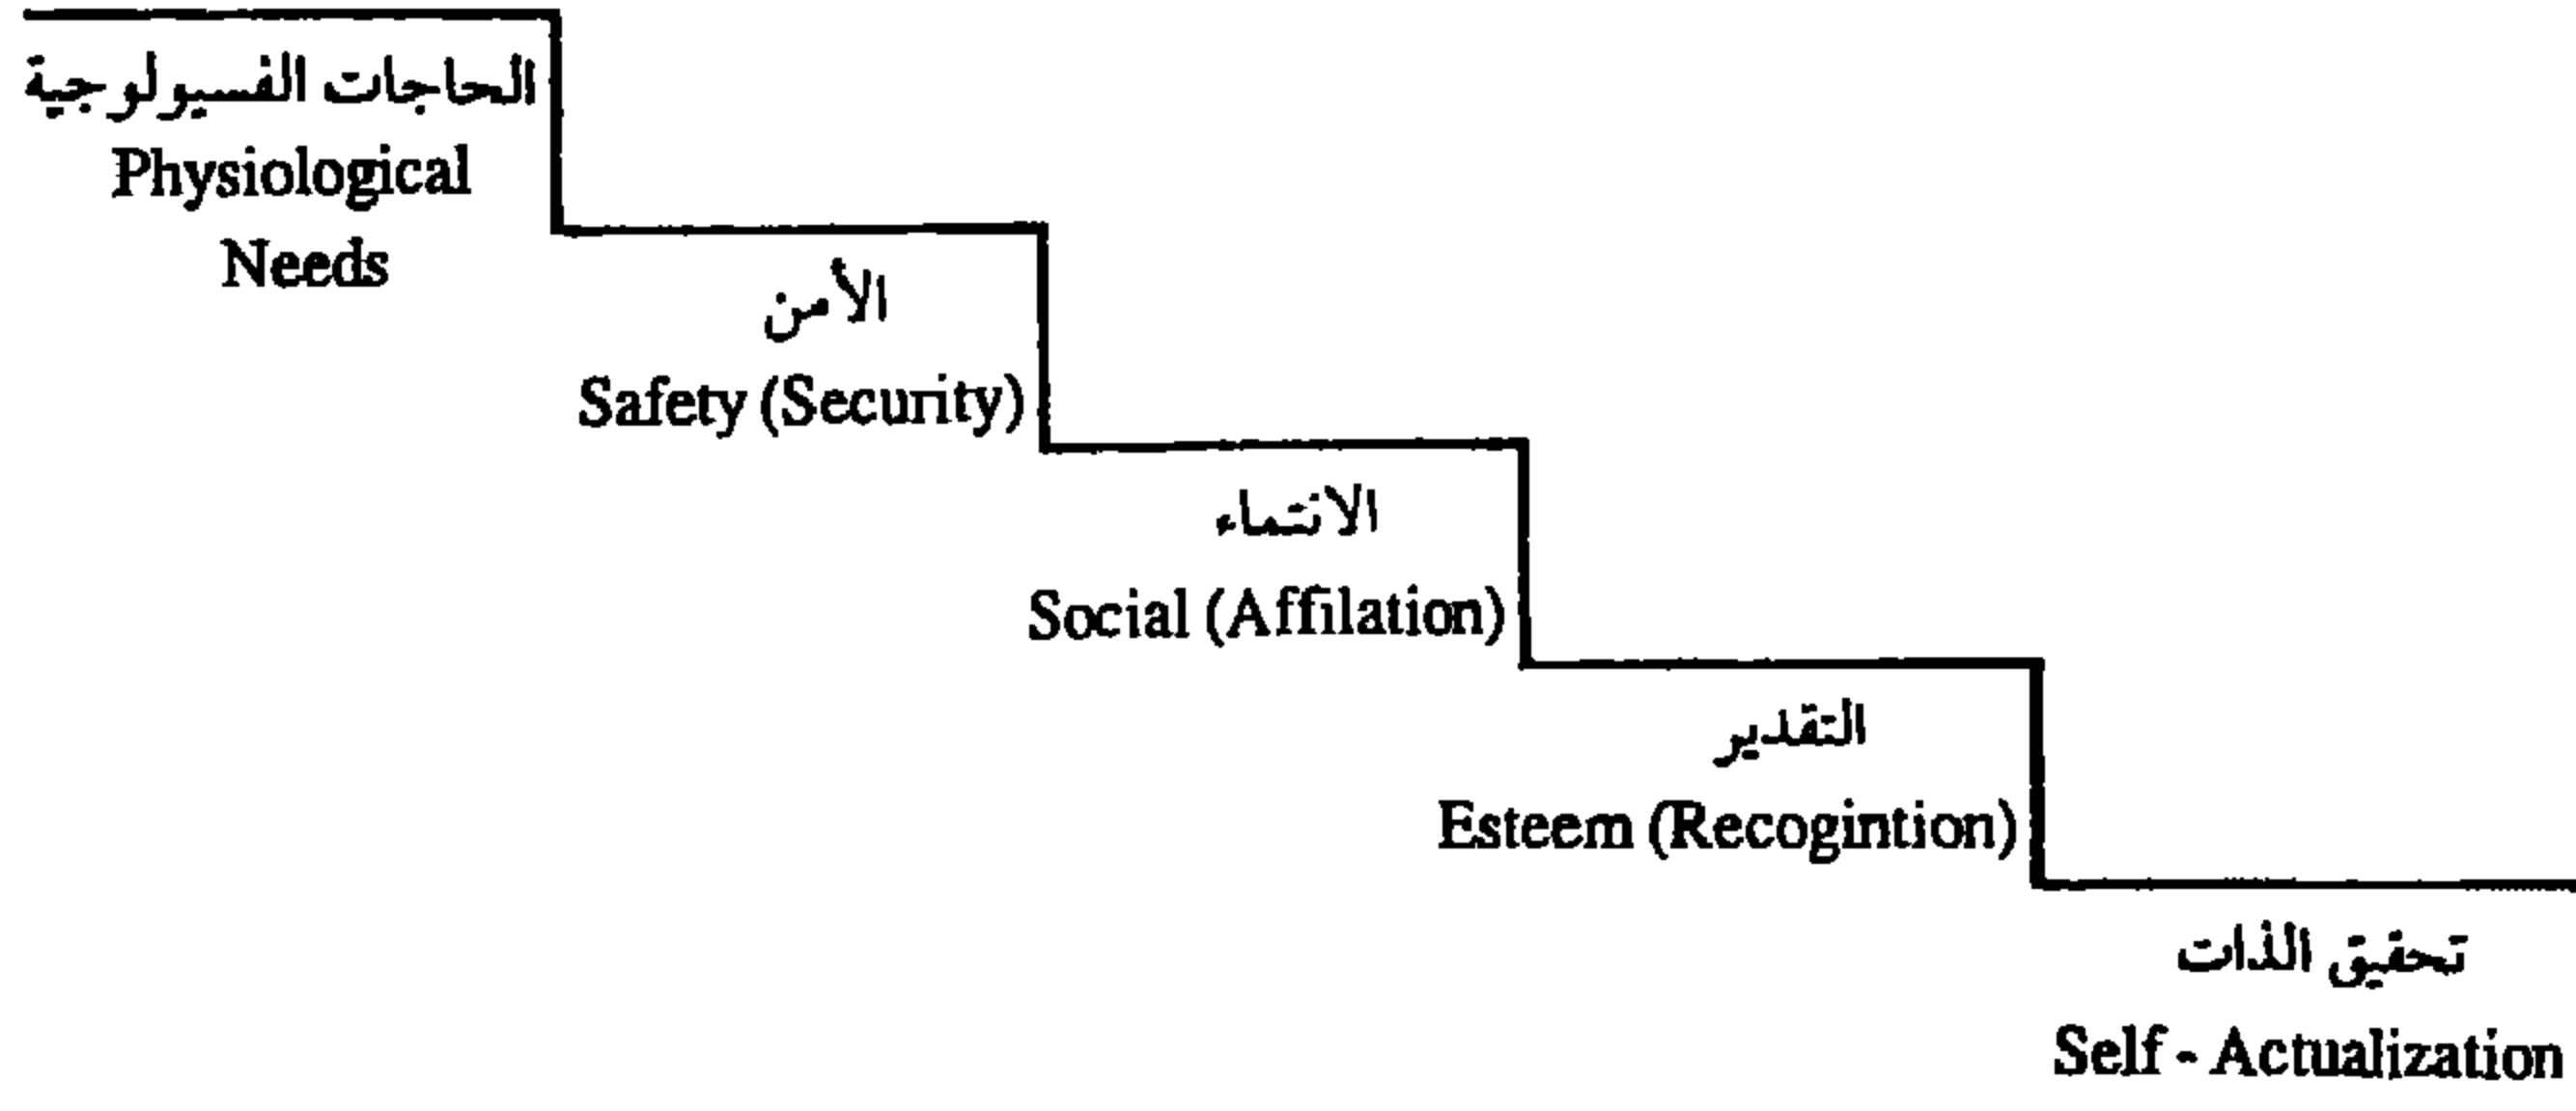 الحاجات الفسيولوجية
Physiological
Needs
الأمن
Safety (Security)
الانتماء
Social (Affilation)
التقدير
Esteem (Recogintion)
تحقيق الذات
Self - Actualization